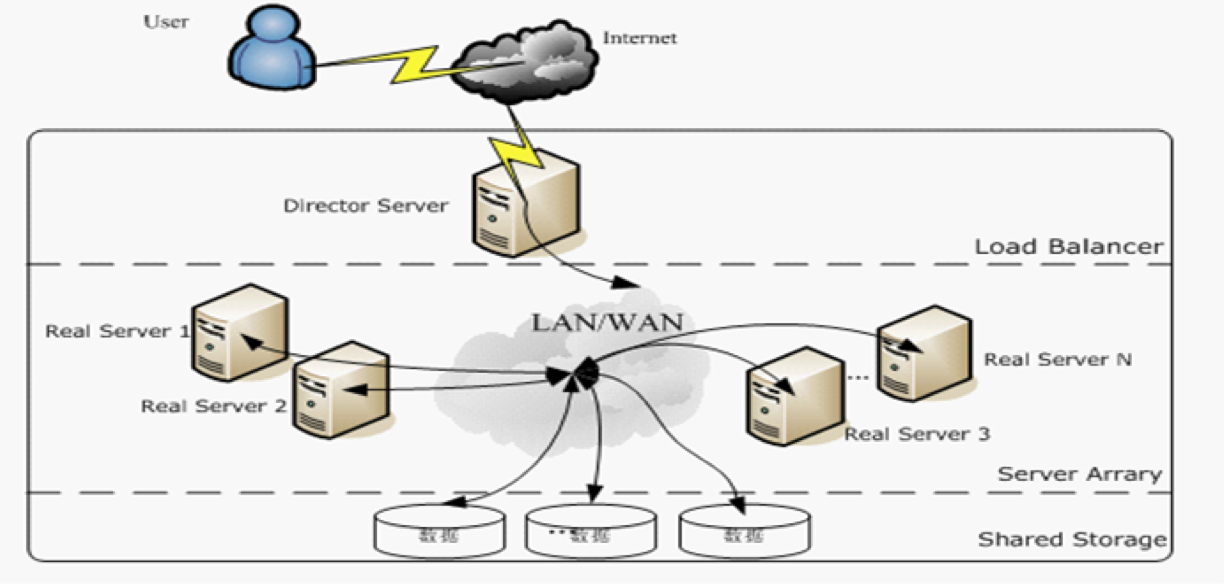 User
Internet
Director Server
Load Balancer
LAN/WAN
Real Server 1
Real Server N
Real Server 2
...
Real Server 3
Server Arrary
数据
...数据
数据
Shared Storage